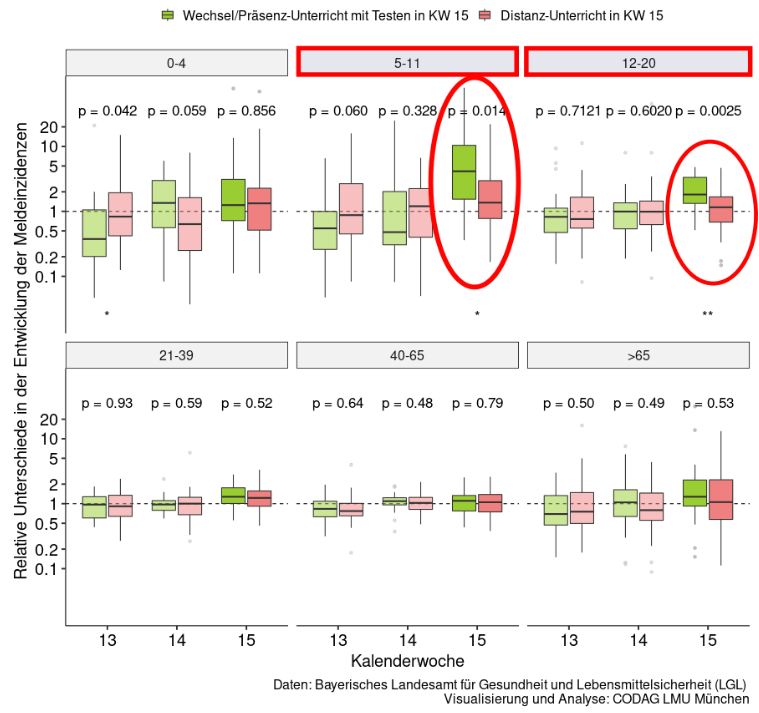 Wechsel/Präsenz-Unterricht mit Testen in KW 15 Distanz-Unterricht in KW 15
0-4 5-11 12-20
p = 0.042 p = 0.059 p = 0.856 p = 0.060 p = 0.328 p = 0.014 p = 0.7121 p = 0.6020 p = 0.0025
20
10
5
2
1
0.5
0.2
0.1
* * **
Relative Unterschiede in der Entwicklung der Meldeinzidenzen
21-39 40-65 >65
p = 0.93 p = 0.59 p = 0.52 p = 0.64 p = 0.48 p = 0.79 p = 0.50 p = 0.49 p = 0.53
20
10
5
2
1
0.5
0.2
0.1
13 14 15 13 14 15 13 14 15
Kalenderwoche
Daten: Bayerisches Landesamt für Gesundheit und Lebensmittelsicherheit (LGL)
Visualisierung und Analyse: CODAG LMU München